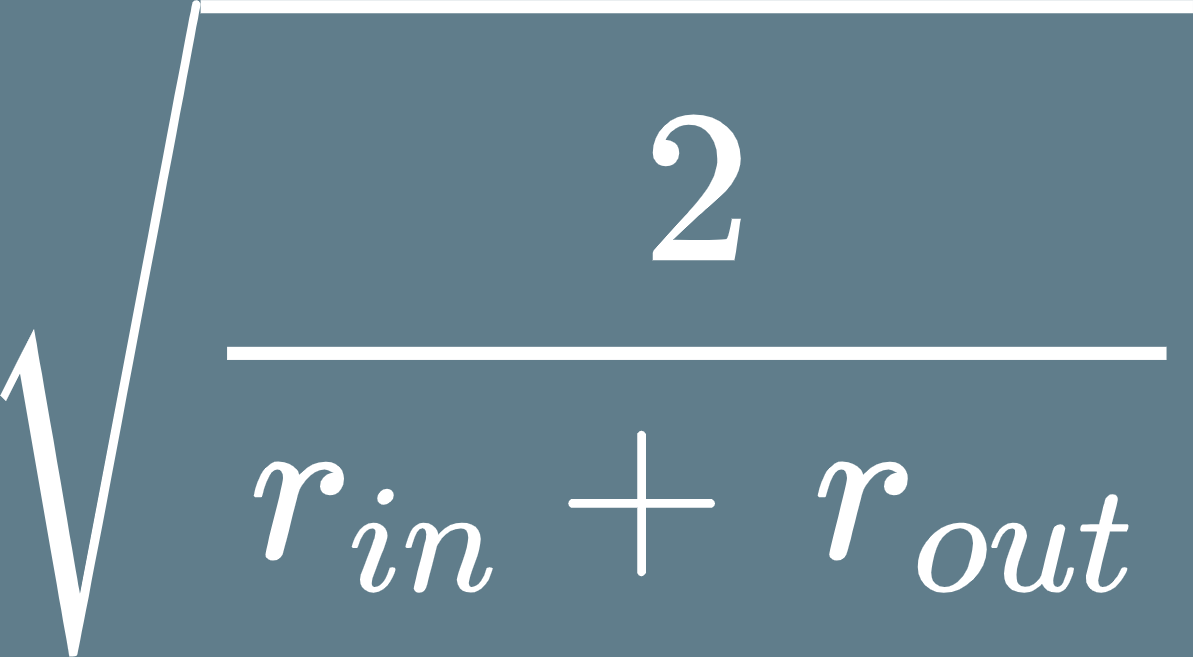 √
2
r_in + r_out